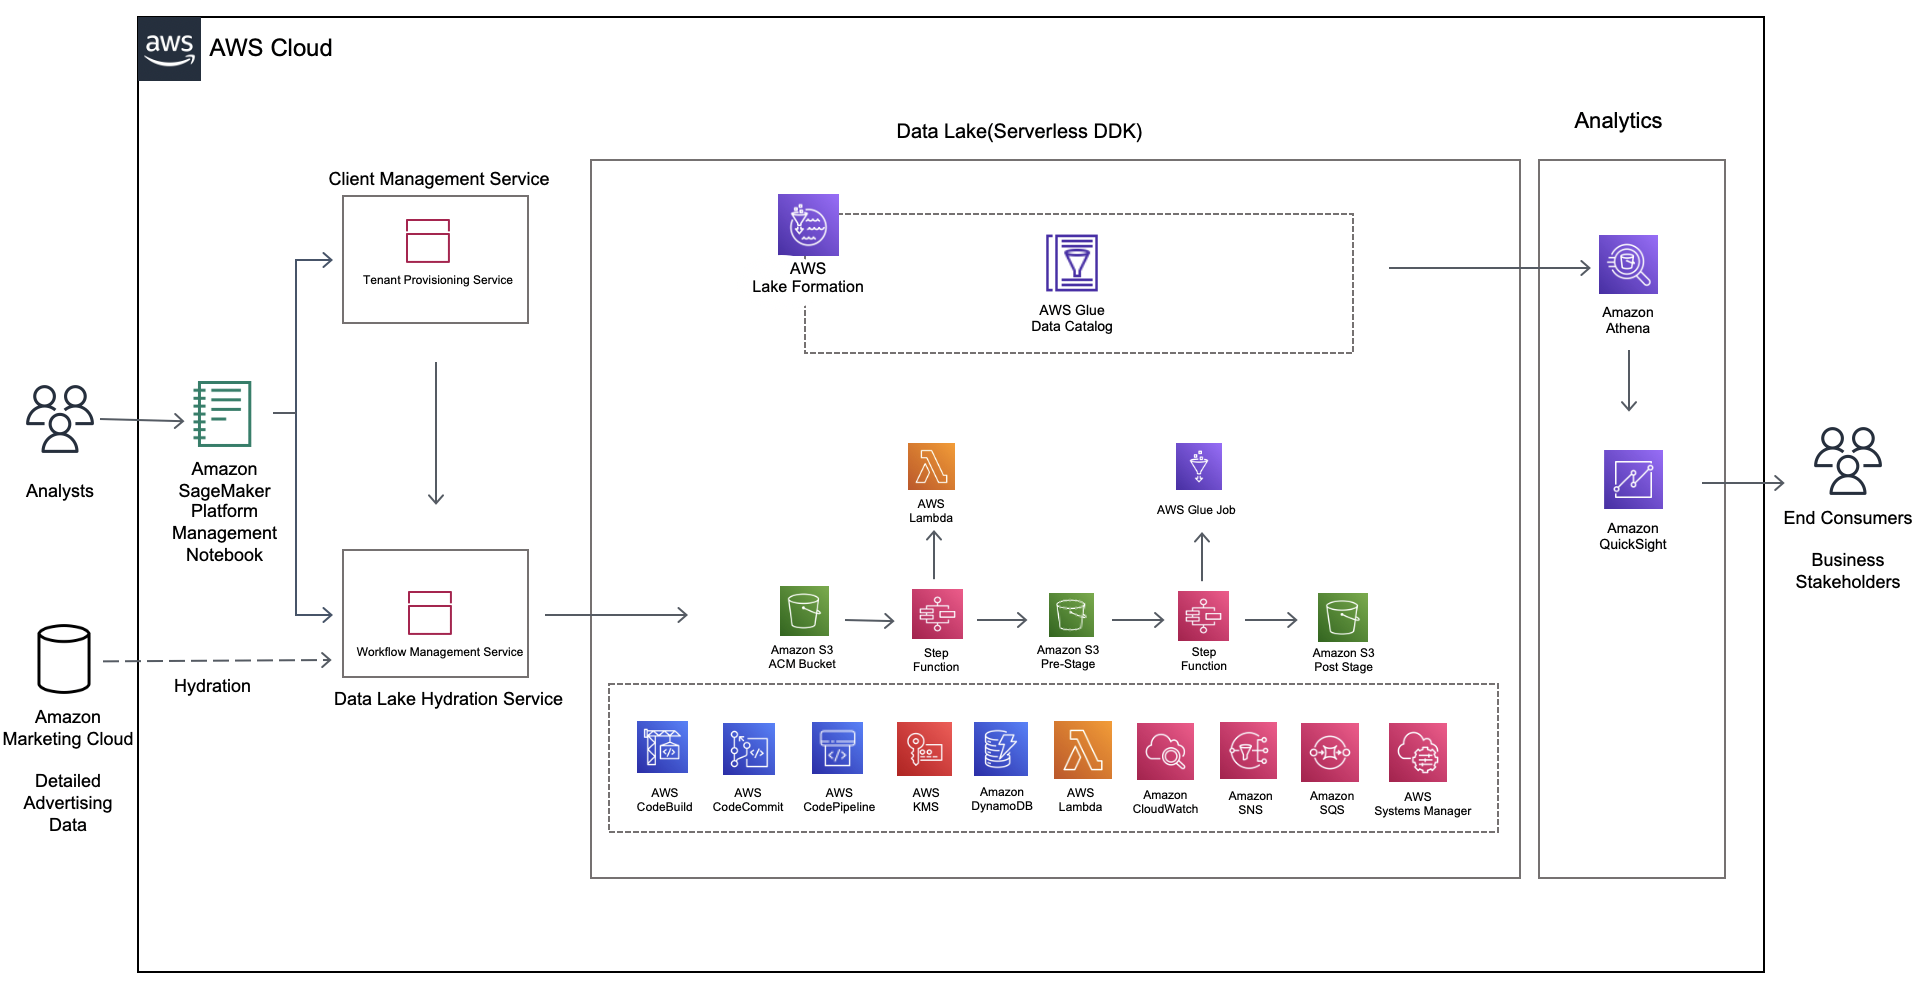 aws
AWS Cloud
Analytics
Data Lake(Serverless DDK)
Client Management Service
Tenant Provisioning Service
AWS
Lake Formation
AWS Glue
Data Catalog
Amazon
Athena
Analysts
Amazon
SageMaker
Platform
Management
Notebook
AWS
Lambda
AWS Glue Job
Amazon
QuickSight
End Consumers
Business
Stakeholders
Workflow Management Service
Data Lake Hydration Service
Hydration
Amazon
Marketing Cloud
Detailed
Advertising
Data
Amazon S3
ACM Bucket
Step
Function
Amazon S3
Pre-Stage
Step
Function
Amazon S3
Post Stage
AWS
CodeBuild
AWS
CodeCommit
AWS
CodePipeline
AWS
KMS
Amazon
DynamoDB
AWS
Lambda
Amazon
CloudWatch
Amazon
SNS
Amazon
SQS
AWS
Systems Manager